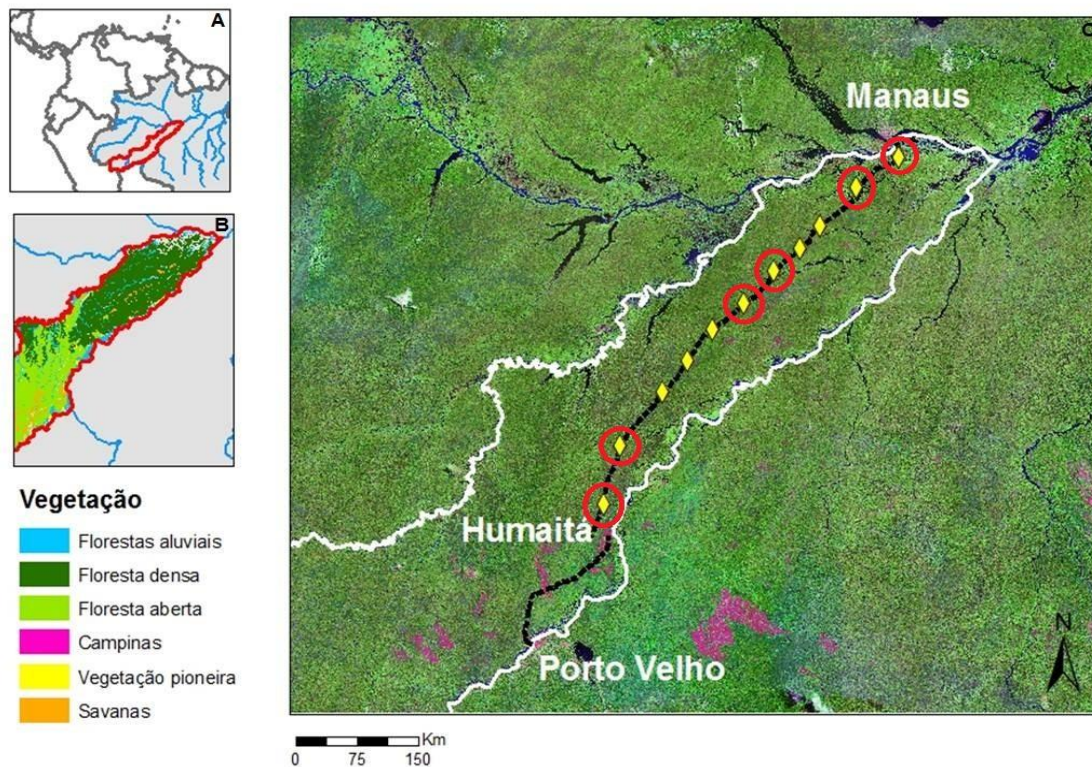 A
B
Vegetação
Florestas aluviais
Floresta densa
Floresta aberta
Campinas
Vegetação pioneira
Savanas
C
Manaus
Humaitá
Porto Velho
N
Km
0 75 150